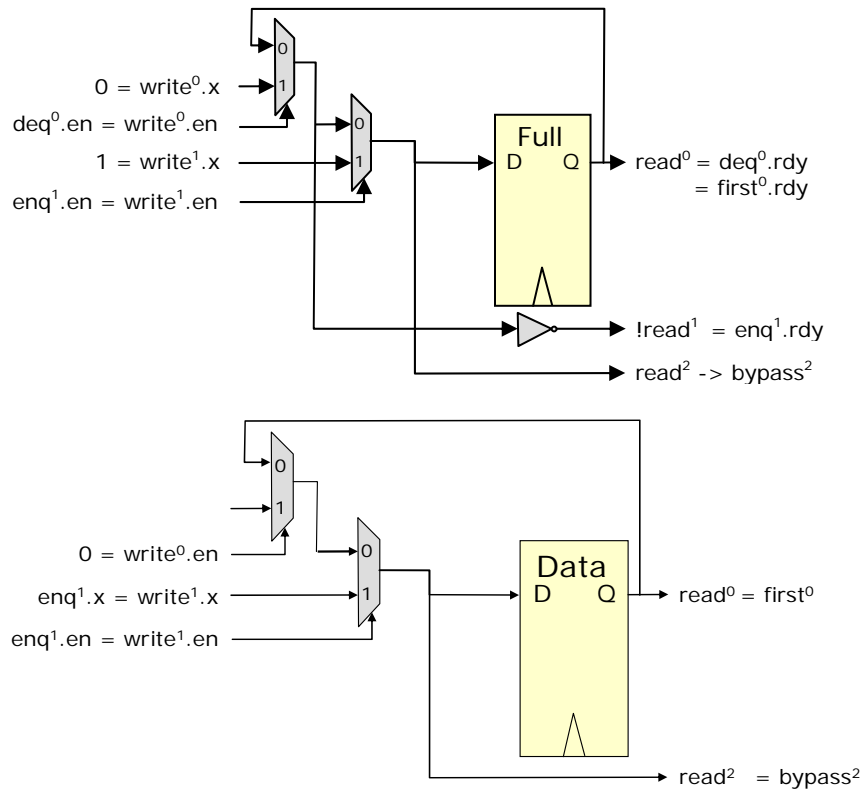 0
0 = write⁰.x
1
deq⁰.en = write⁰.en
0
1 = write¹.x
1
enq¹.en = write¹.en
Full
D Q
read⁰ = deq⁰.rdy
= first⁰.rdy
!read¹ = enq¹.rdy
read² -> bypass²
0
1
0 = write⁰.en
0
enq¹.x = write¹.x
1
enq¹.en = write¹.en
Data
D Q
read⁰ = first⁰
read² = bypass²